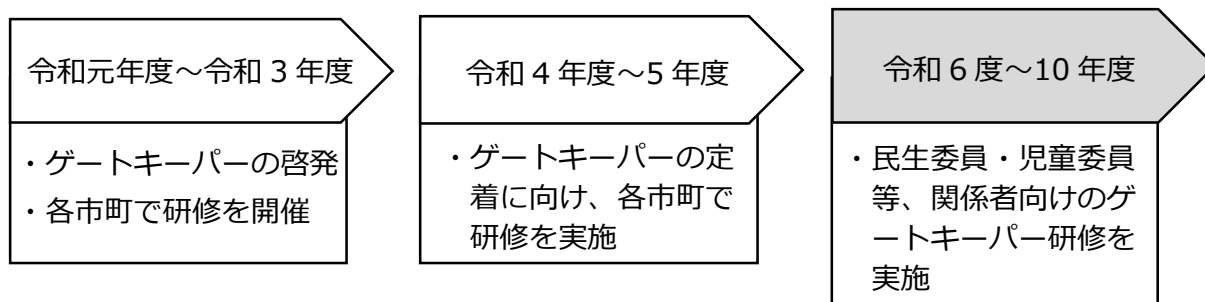 令和元年度～令和３年度
・ゲートキーパーの啓発
・各市町で研修を開催
令和４年度～5 年度
・ゲートキーパーの定
着に向け、各市町で
研修を実施
令和６度～10 年度
・民生委員・児童委員
等、関係者向けのゲ
ートキーパー研修を
実施